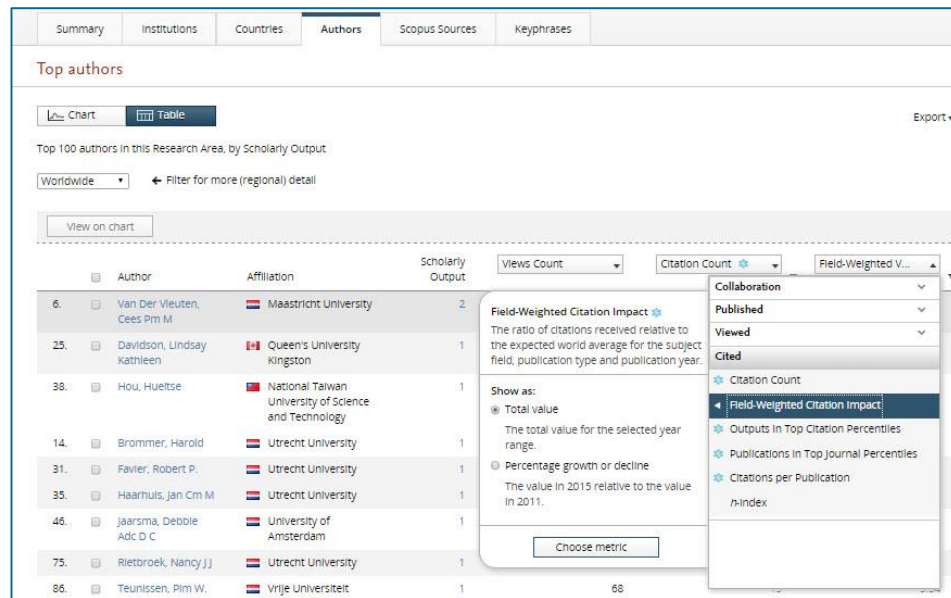 Summary Institutions Countries Authors Scopus Sources Keyphrases
Top authors
Chart Table
Export
Top 100 authors in this Research Area, by Scholarly Output
Worldwide ← Filter for more (regional) detail
View on chart
Author Affiliation Scholarly Output Views Count Citation Count Field-Weighted V...
6. Van Der Vleuten, Cees Pm M Maastricht University 2
25. Davidson, Lindsay Kathleen Queen's University Kingston 1
38. Hou, Hueitse National Taiwan University of Science and Technology 1
14. Brommer, Harold Utrecht University 1
31. Favier, Robert P. Utrecht University 1
35. Haarhuis, Jan Cm M Utrecht University 1
46. Jaarsma, Debbie Adc D C University of Amsterdam 1
75. Rietbroek, Nancy J J Utrecht University 1
86. Teunissen, Pim W. Vrije Universiteit 1 68
Field-Weighted Citation Impact
The ratio of citations received relative to
the expected world average for the subject
field, publication type and publication year.
Show as:
Total value
The total value for the selected year
range.
Percentage growth or decline
The value in 2015 relative to the value
in 2011.
Choose metric
Collaboration
Published
Viewed
Cited
Citation Count
Field-Weighted Citation Impact
Outputs in Top Citation Percentiles
Publications in Top Journal Percentiles
Citations per Publication
h-index